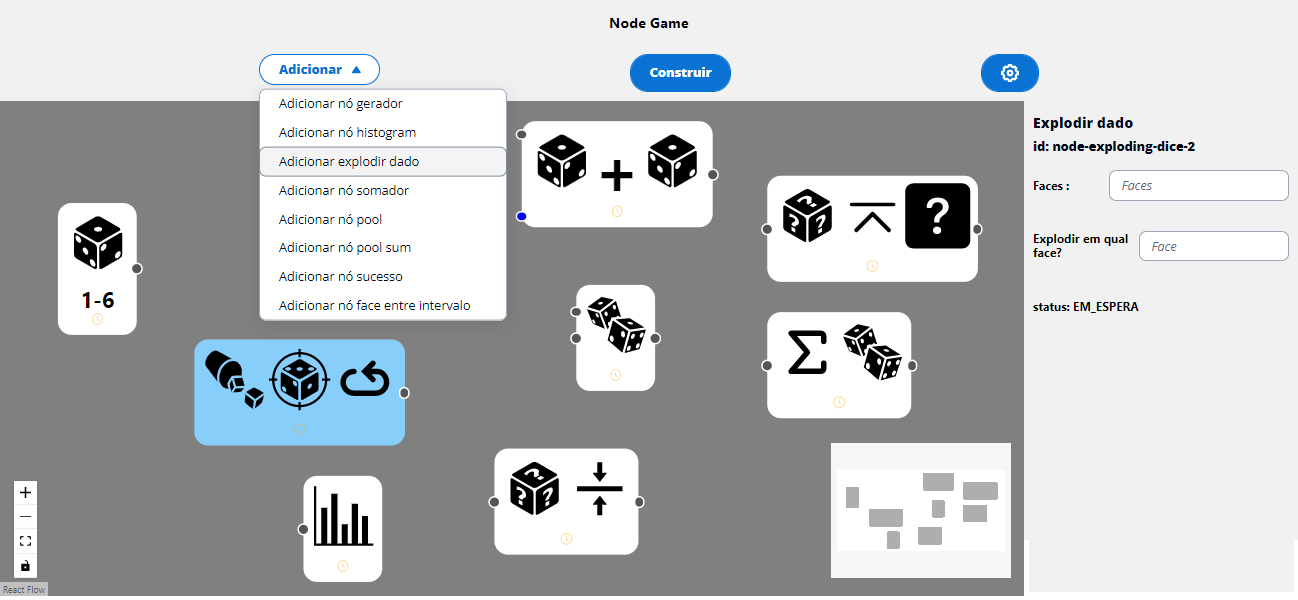 Node Game
Adicionar
Construir
Adicionar nó gerador
Adicionar nó histogram
Adicionar explodir dado
Adicionar nó somador
Adicionar nó pool
Adicionar nó pool sum
Adicionar nó sucesso
Adicionar nó face entre intervalo
1-6
?
? ? ?
? ? ?
React Flow
Explodir dado
id: node-exploding-dice-2
Faces :
Faces
Explodir em qual
face?
Face
status: EM_ESPERA